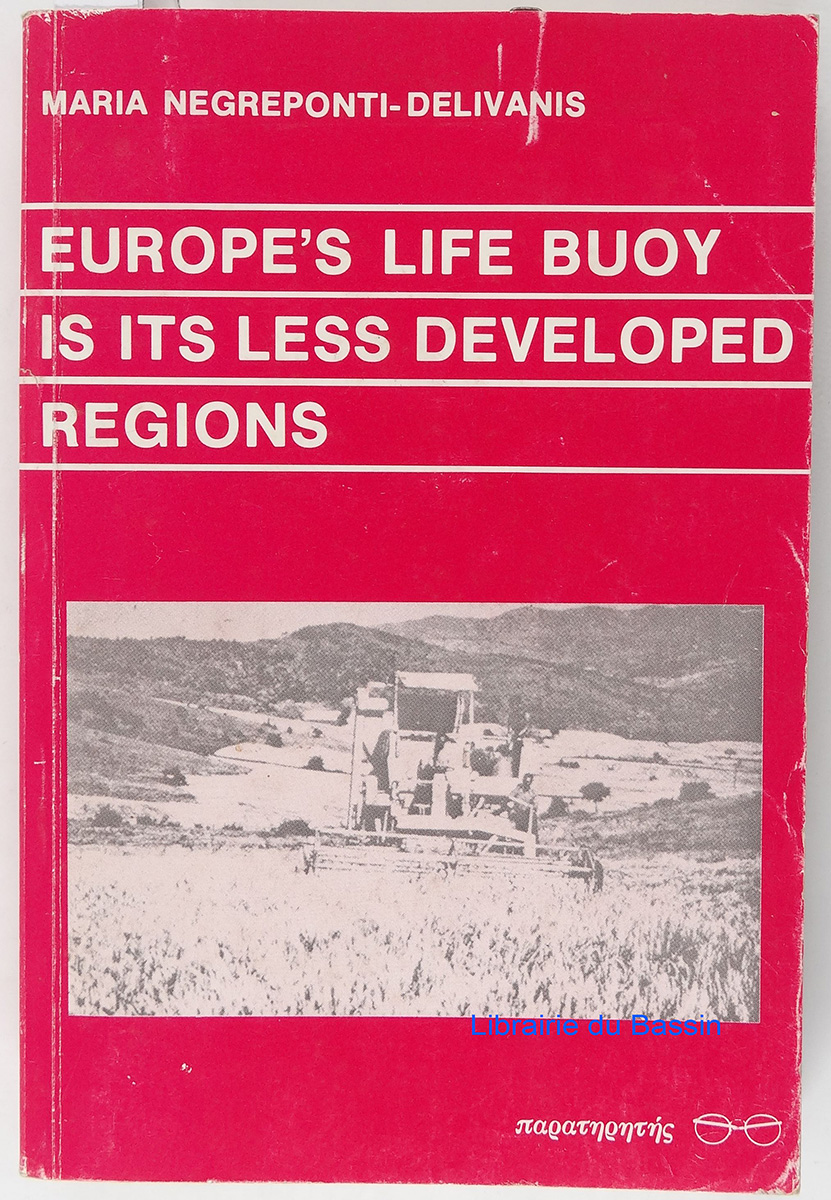 MARIA NEGREPONTI-DELIVANIS
EUROPE'S LIFE BUOY
IS ITS LESS DEVELOPED
REGIONS
Librairie du Bassin
παρατηρητής